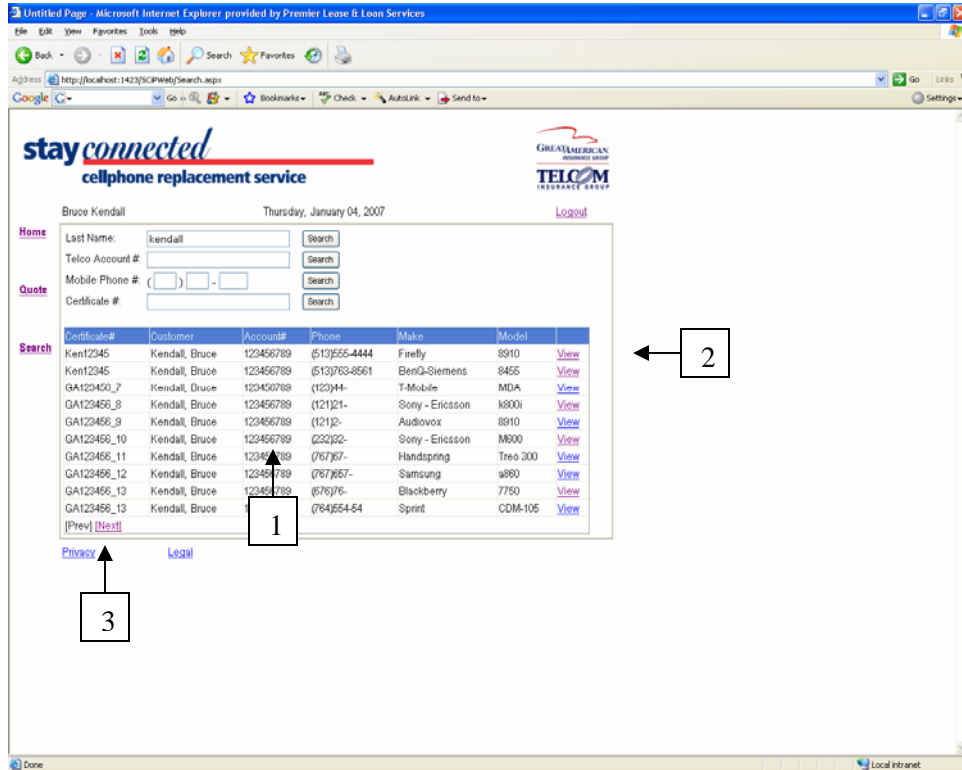 Untitled Page - Microsoft Internet Explorer provided by Premier Lease & Loan Services
File Edit View Favorites Tools Help
Back Search Favorites
Address http://localhost:1423/SCIPWeb/Search.aspx Go Links
Google G Go Bookmarks Check AutoLink Send to Settings
stay connected
cellphone replacement service
GREATAMERICAN
INSURANCE GROUP
TELCOM
INSURANCE GROUP
Bruce Kendall Thursday, January 04, 2007 Logout
Home
Quote
Search
Last Name: kendall Search
Telco Account #: Search
Mobile Phone #: ( ) - Search
Certificate #: Search
Certificate# Customer Account# Phone Make Model
Ken12345 Kendall, Bruce 123456789 (513)555-4444 Firefly 8910 View
Ken12345 Kendall, Bruce 123456789 (513)763-8561 BenQ-Siemens 8455 View
GA123456_7 Kendall, Bruce 123456789 (123)44- T-Mobile MDA View
GA123456_8 Kendall, Bruce 123456789 (121)21- Sony - Ericsson k800i View
GA123456_9 Kendall, Bruce 123456789 (121)2- Audiovox 8910 View
GA123456_10 Kendall, Bruce 123456789 (232)32- Sony - Ericsson M600 View
GA123456_11 Kendall, Bruce 123456789 (767)67- Handspring Treo 300 View
GA123456_12 Kendall, Bruce 123456789 (767)657- Samsung a860 View
GA123456_13 Kendall, Bruce 123456789 (676)76- Blackberry 7750 View
GA123456_13 Kendall, Bruce 1 (764)554-54 Sprint CDM-105 View
[Prev] [Next]
Privacy Legal
2
1
3
Done Local intranet